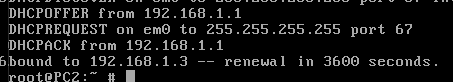 DHCPOFFER from 192.168.1.1
DHCPREQUEST on em0 to 255.255.255.255 port 67
DHCPACK from 192.168.1.1
bound to 192.168.1.3 -- renewal in 3600 seconds.
root@PC2:~ #